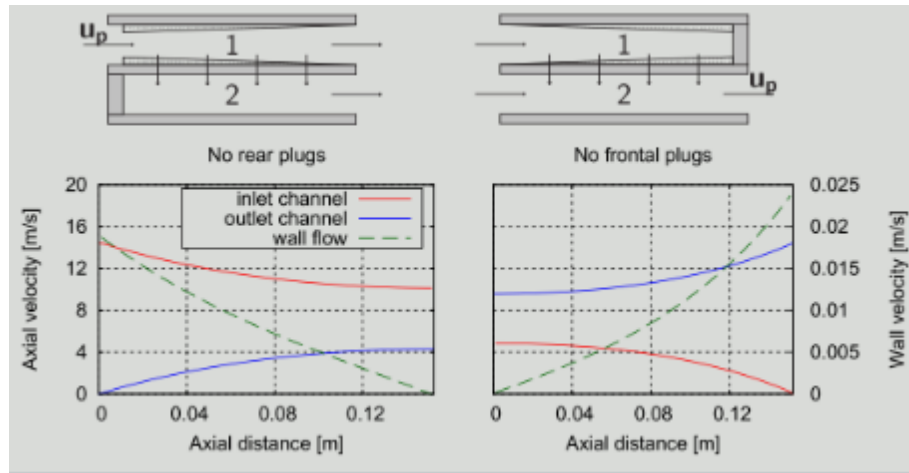 u_p
1
2
1
2
u_p
No rear plugs
No frontal plugs
20
16
12
8
4
0
Axial velocity [m/s]
inlet channel
outlet channel
wall flow
0.025
0.02
0.015
0.01
0.005
0
Wall velocity [m/s]
0 0.04 0.08 0.12
0 0.04 0.08 0.12
Axial distance [m]
Axial distance [m]